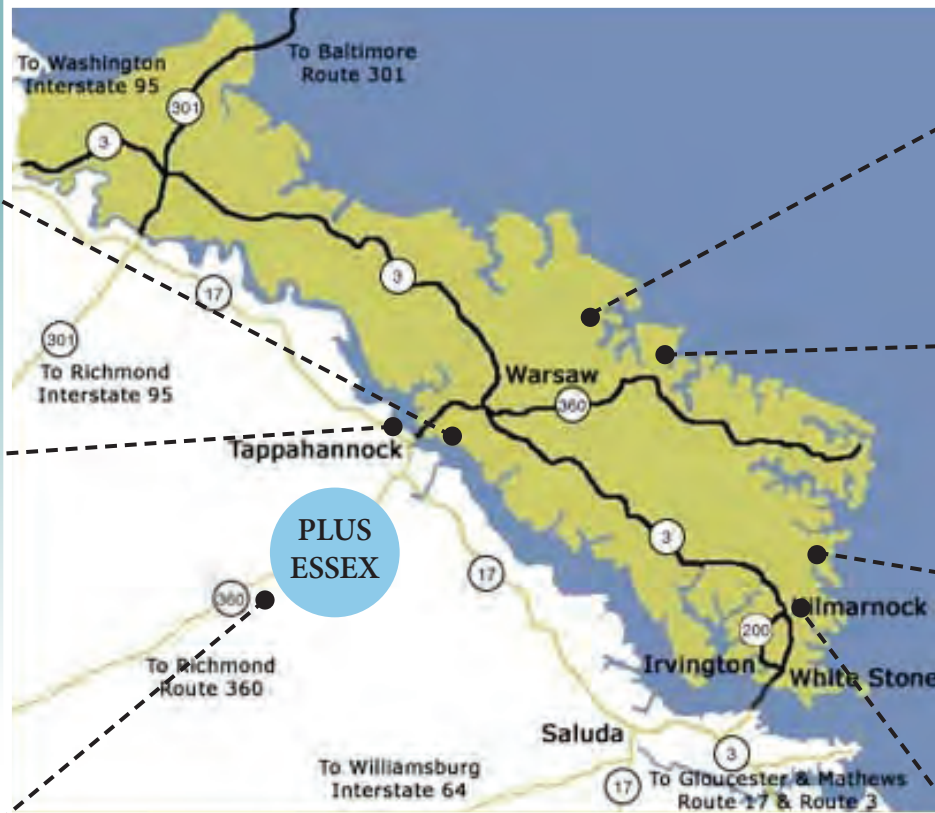 To Washington
Interstate 95
To Baltimore
Route 301
301
3
3
17
301
To Richmond
Interstate 95
Warsaw
360
Tappahannock
PLUS
ESSEX
3
17
360
200
ilmarnock
To Richmond
Route 360
Irvington
White Stone
Saluda
3
To Williamsburg
Interstate 64
17
To Gloucester & Mathews
Route 17 & Route 3